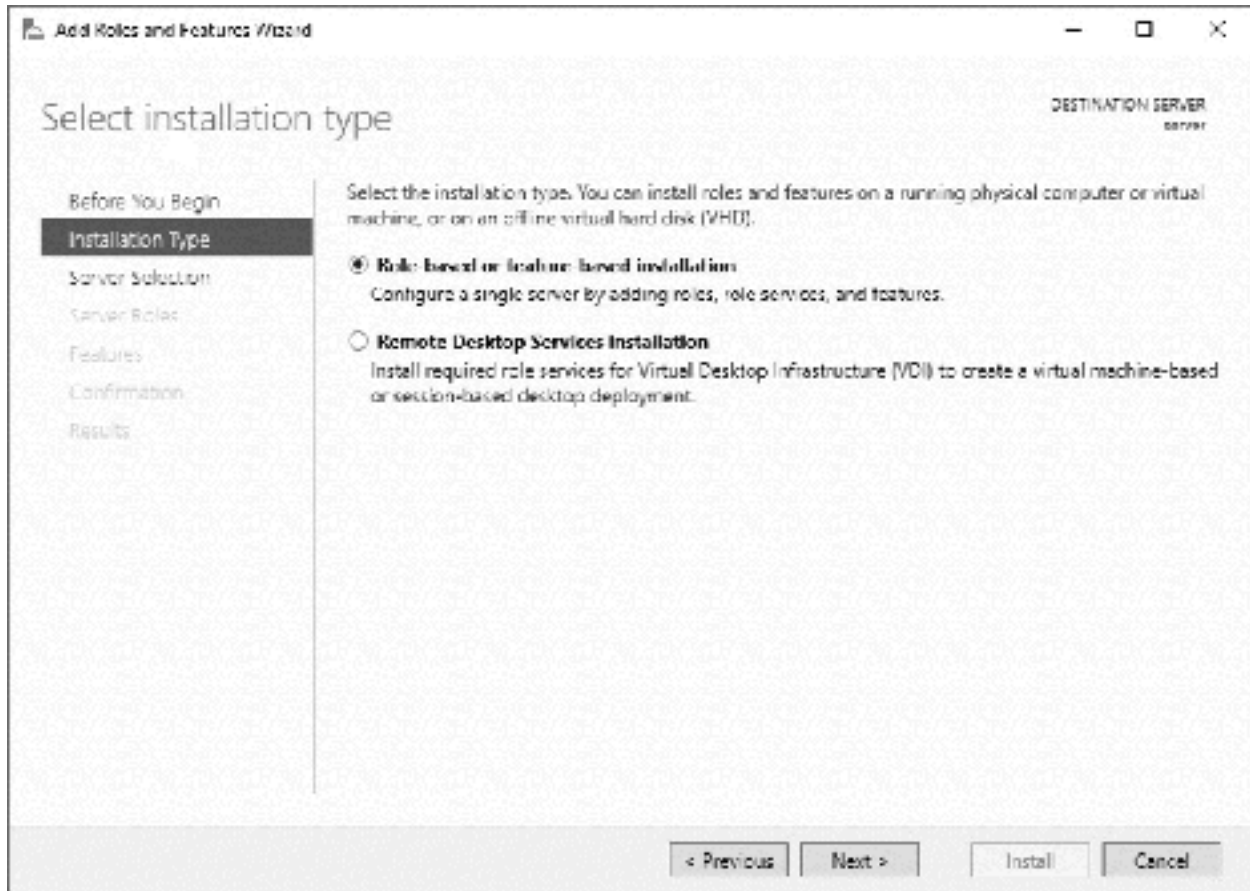 Add Roles and Features Wizard
Select installation type
DESTINATION SERVER
server
Before You Begin
Installation Type
Server Selection
Server Roles
Features
Confirmation
Results
Select the installation type. You can install roles and features on a running physical computer or virtual
machine, or on an offline virtual hard disk (VHD).
Role-based or feature-based installation
Configure a single server by adding roles, role services, and features.
Remote Desktop Services installation
Install required role services for Virtual Desktop Infrastructure (VDI) to create a virtual machine-based
or session-based desktop deployment.
< Previous
Next >
Install
Cancel